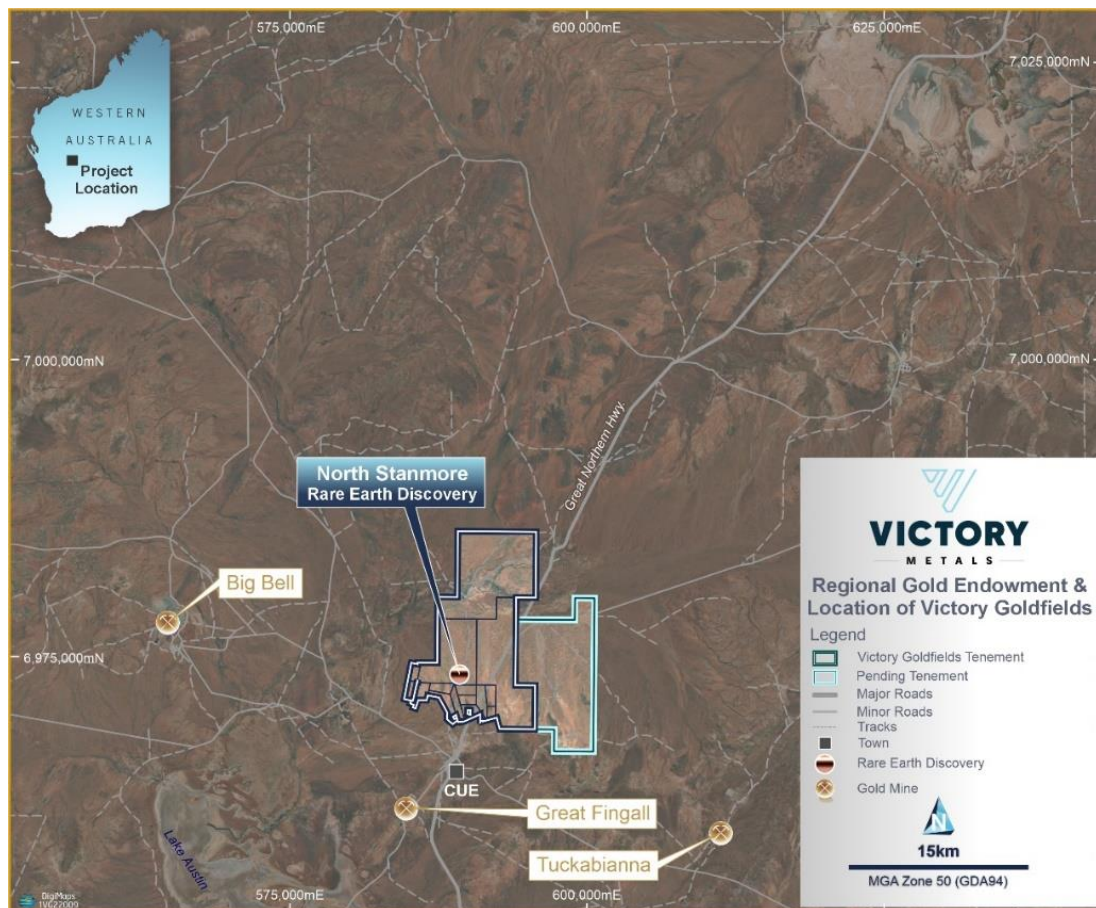 575,000mE
600,000mE
625,000mE
7,025,000mN
WESTERN
AUSTRALIA
Project
Location
7,000,000mN
7,000,000mN
Great Northern Hwy
North Stanmore
Rare Earth Discovery
Big Bell
6,975,000mN
CUE
Great Fingall
Tuckabianna
Lake Austin
575,000mE
600,000mE
DigiMaps
VICTORY
METALS
Regional Gold Endowment &
Location of Victory Goldfields
Legend
Victory Goldfields Tenement
Pending Tenement
Major Roads
Minor Roads
Tracks
Town
Rare Earth Discovery
Gold Mine
N
15km
MGA Zone 50 (GDA94)